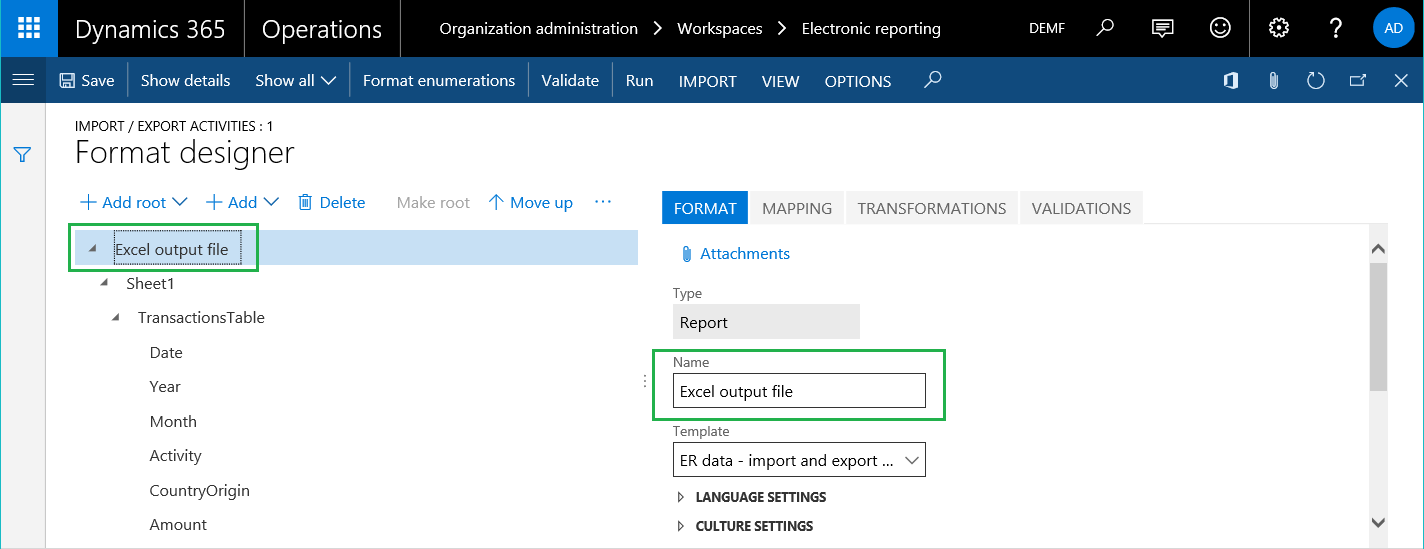 Dynamics 365 Operations Organization administration Workspaces Electronic reporting DEMF AD
Save Show details Show all Format enumerations Validate Run IMPORT VIEW OPTIONS
IMPORT / EXPORT ACTIVITIES : 1
Format designer
Add root Add Delete Make root Move up ...
FORMAT MAPPING TRANSFORMATIONS VALIDATIONS
Excel output file
Sheet1
TransactionsTable
Date
Year
Month
Activity
CountryOrigin
Amount
Attachments
Type
Report
Name
Excel output file
Template
ER data - import and export ...
LANGUAGE SETTINGS
CULTURE SETTINGS